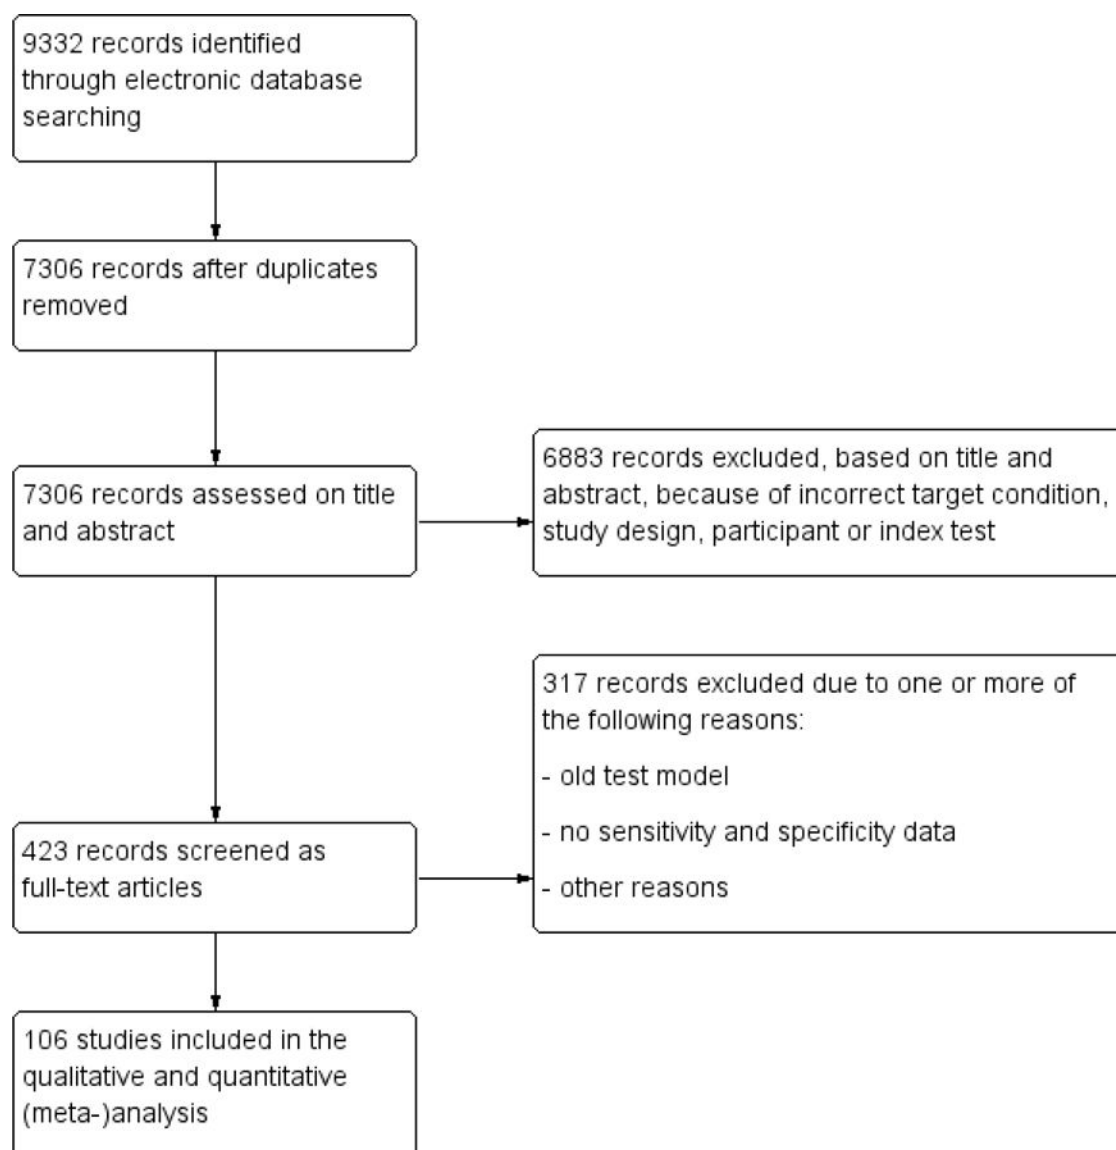 9332 records identified
through electronic database
searching
7306 records after duplicates
removed
7306 records assessed on title
and abstract
6883 records excluded, based on title and
abstract, because of incorrect target condition,
study design, participant or index test
317 records excluded due to one or more of
the following reasons:
- old test model
- no sensitivity and specificity data
- other reasons
423 records screened as
full-text articles
106 studies included in the
qualitative and quantitative
(meta-)analysis